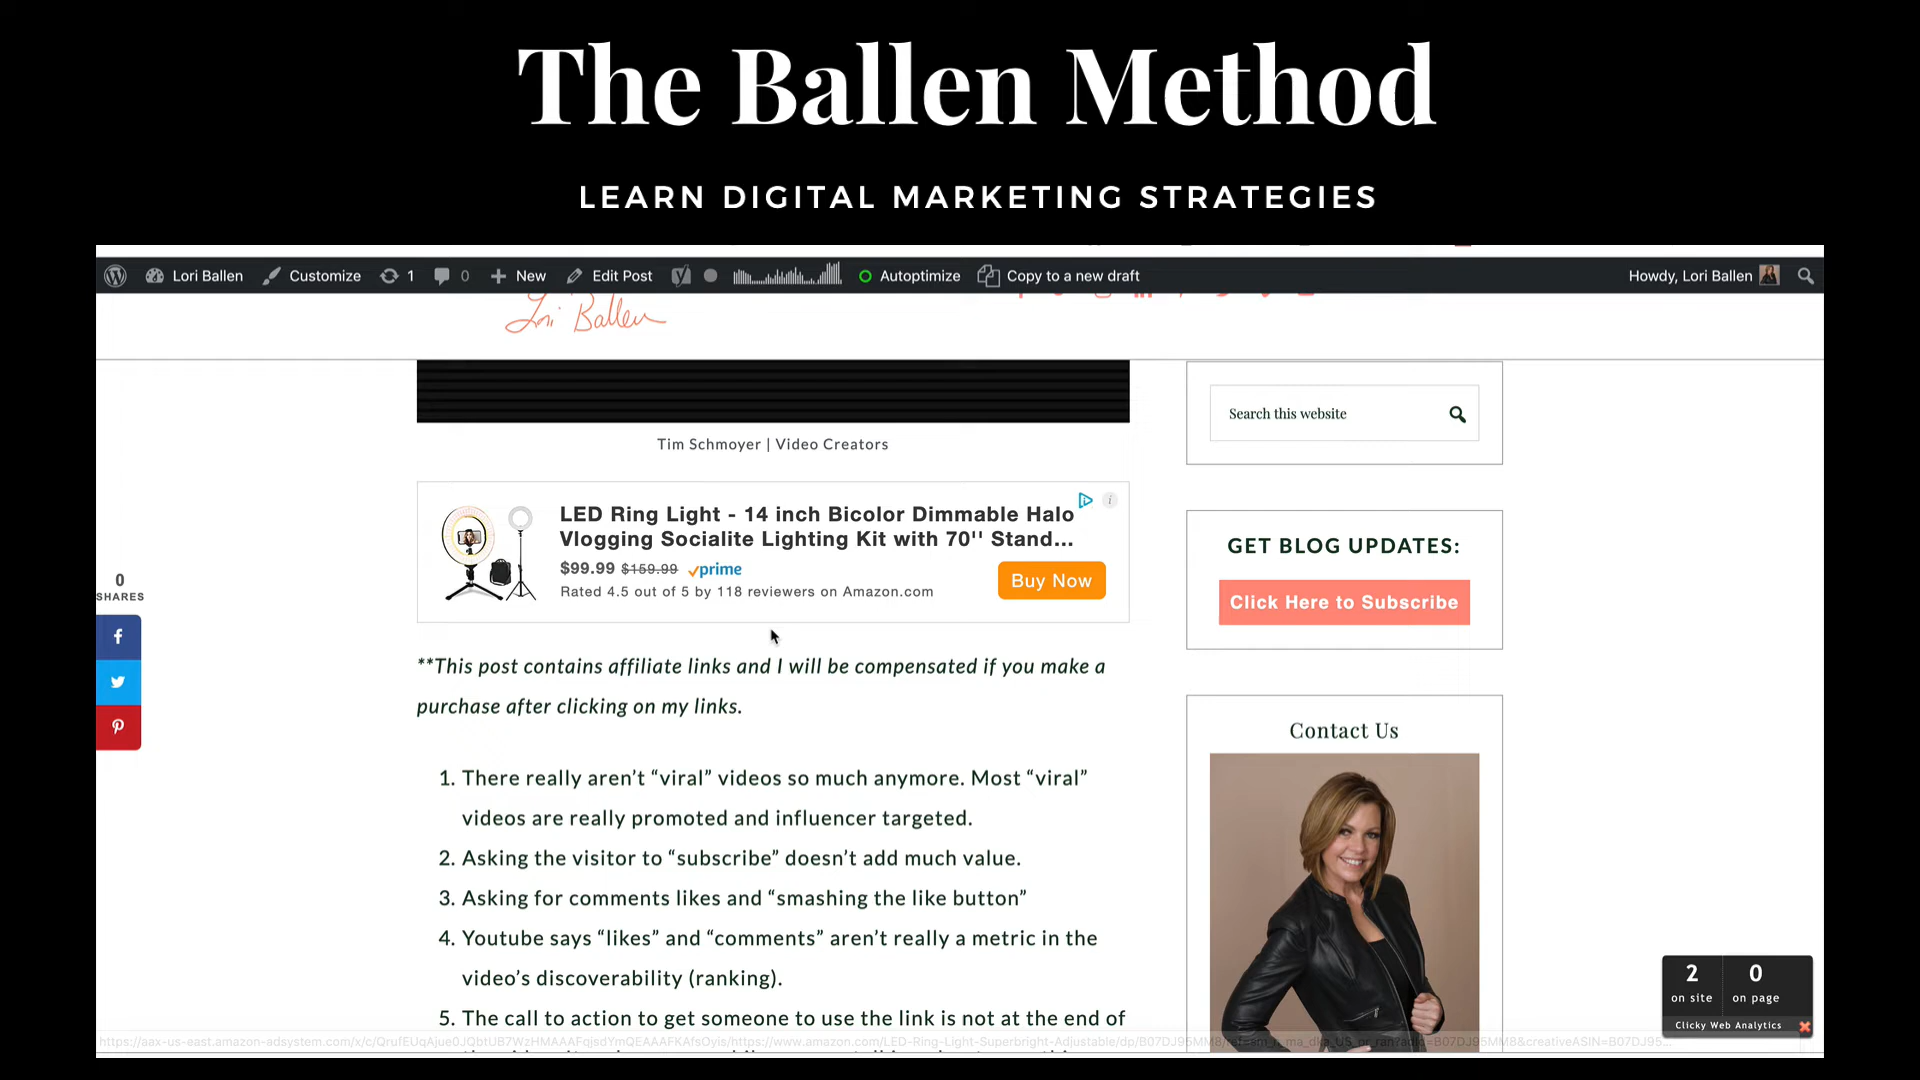 The Ballen Method
LEARN DIGITAL MARKETING STRATEGIES
Lori Ballen Customize 1 0 New Edit Post Autoptimize Copy to a new draft Howdy, Lori Ballen
Lori Ballen
Tim Schmoyer | Video Creators
LED Ring Light - 14 inch Bicolor Dimmable Halo
Vlogging Socialite Lighting Kit with 70'' Stand...
$99.99 $159.99 prime
Rated 4.5 out of 5 by 118 reviewers on Amazon.com
Buy Now
0
SHARES
**This post contains affiliate links and I will be compensated if you make a
purchase after clicking on my links.
1. There really aren’t “viral” videos so much anymore. Most “viral”
videos are really promoted and influencer targeted.
2. Asking the visitor to “subscribe” doesn’t add much value.
3. Asking for comments likes and “smashing the like button”
4. Youtube says “likes” and “comments” aren’t really a metric in the
video’s discoverability (ranking).
5. The call to action to get someone to use the link is not at the end of
Search this website
GET BLOG UPDATES:
Click Here to Subscribe
Contact Us
2 0
on site on page
Clicky Web Analytics